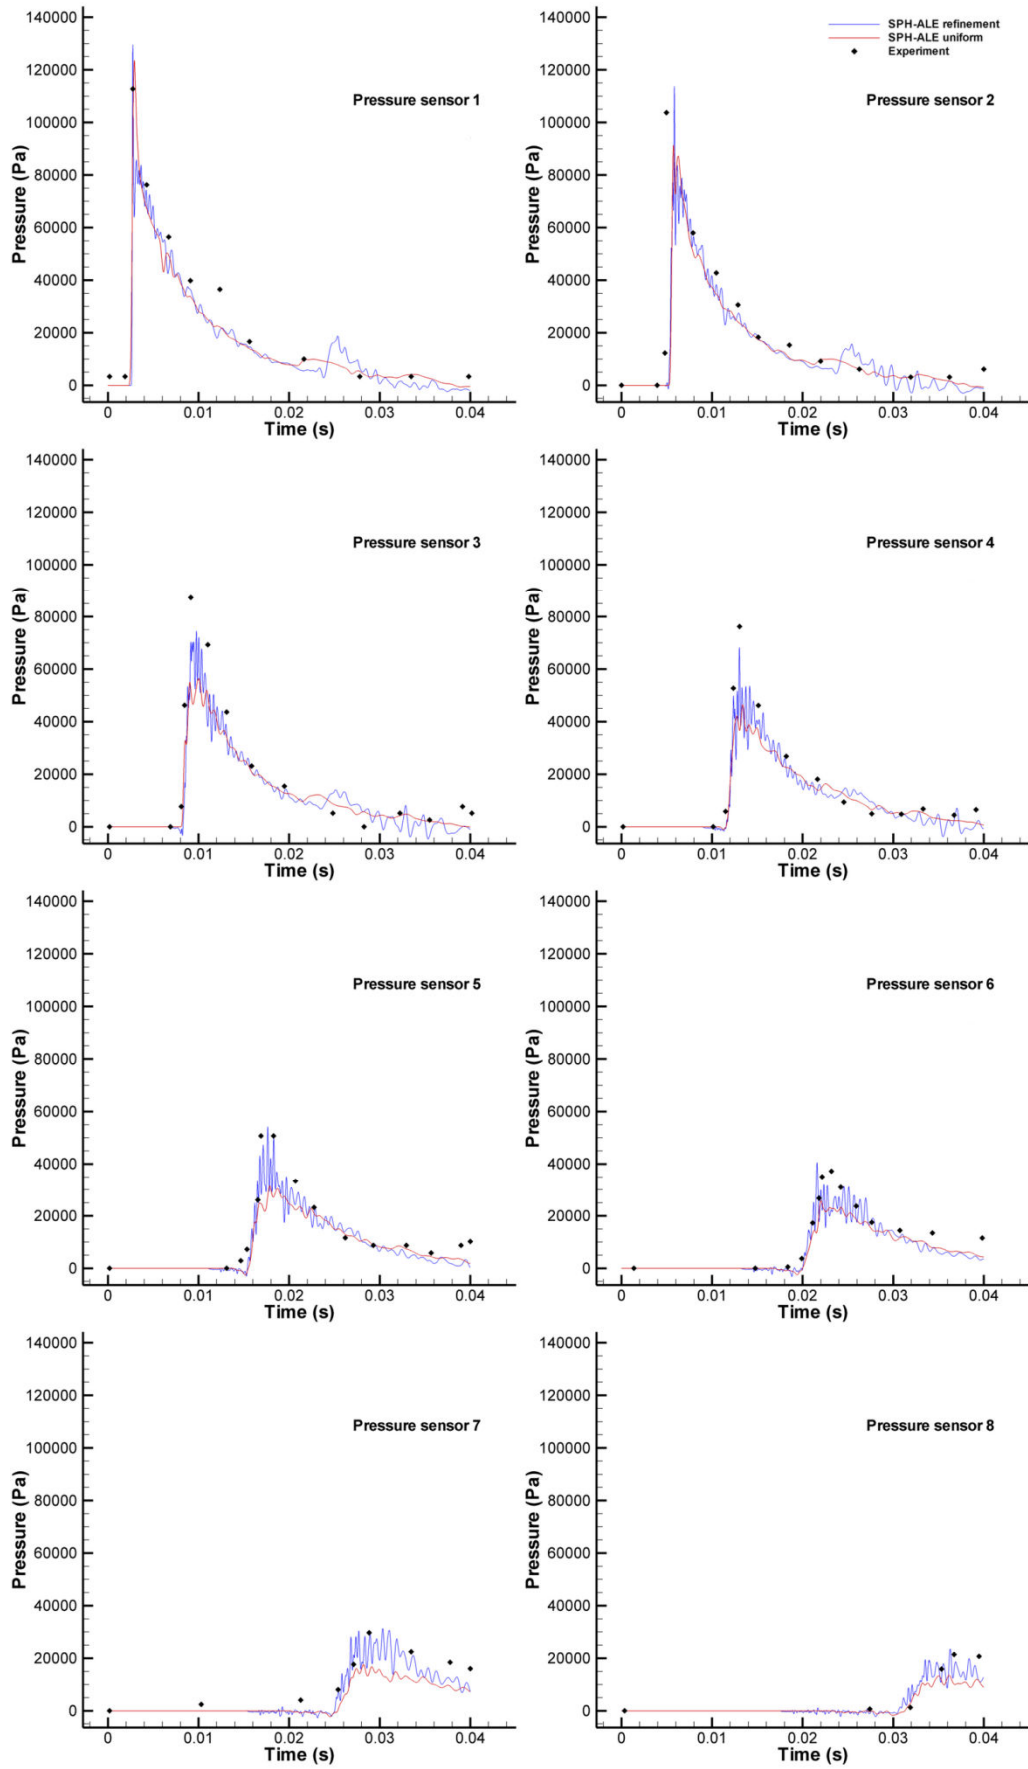 SPH-ALE refinement
SPH-ALE uniform
Experiment
Pressure sensor 1
Pressure (Pa)
140000
120000
100000
80000
60000
40000
20000
0
0 0.01 0.02 0.03 0.04
Time (s)
Pressure sensor 2
Pressure (Pa)
140000
120000
100000
80000
60000
40000
20000
0
0 0.01 0.02 0.03 0.04
Time (s)
Pressure sensor 3
Pressure (Pa)
140000
120000
100000
80000
60000
40000
20000
0
0 0.01 0.02 0.03 0.04
Time (s)
Pressure sensor 4
Pressure (Pa)
140000
120000
100000
80000
60000
40000
20000
0
0 0.01 0.02 0.03 0.04
Time (s)
Pressure sensor 5
Pressure (Pa)
140000
120000
100000
80000
60000
40000
20000
0
0 0.01 0.02 0.03 0.04
Time (s)
Pressure sensor 6
Pressure (Pa)
140000
120000
100000
80000
60000
40000
20000
0
0 0.01 0.02 0.03 0.04
Time (s)
Pressure sensor 7
Pressure (Pa)
140000
120000
100000
80000
60000
40000
20000
0
0 0.01 0.02 0.03 0.04
Time (s)
Pressure sensor 8
Pressure (Pa)
140000
120000
100000
80000
60000
40000
20000
0
0 0.01 0.02 0.03 0.04
Time (s)